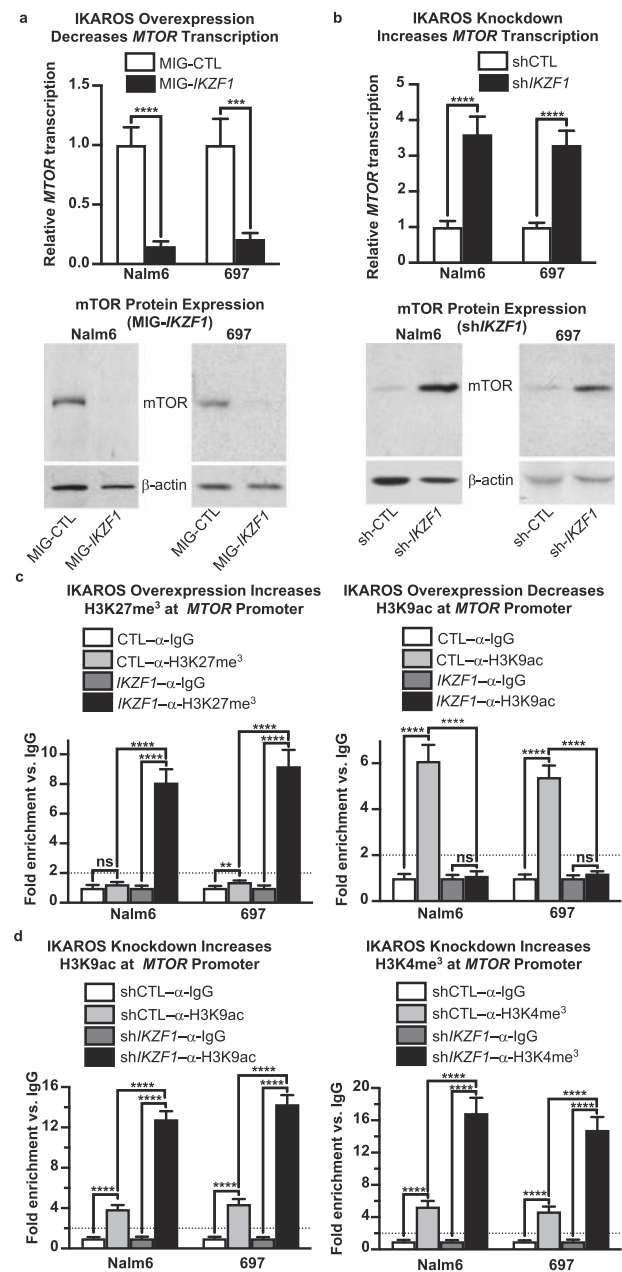 a
IKAROS Overexpression
Decreases MTOR Transcription
MIG-CTL
MIG-IKZF1
Relative MTOR transcription
1.5
1.0
0.5
0.0
****
***
Nalm6
697
mTOR Protein Expression
(MIG-IKZF1)
Nalm6
697
mTOR
β-actin
MIG-CTL
MIG-IKZF1
MIG-CTL
MIG-IKZF1
b
IKAROS Knockdown
Increases MTOR Transcription
shCTL
shIKZF1
Relative MTOR transcription
5
4
3
2
1
0
****
****
Nalm6
697
mTOR Protein Expression
(shIKZF1)
Nalm6
697
mTOR
β-actin
sh-CTL
sh-IKZF1
sh-CTL
sh-IKZF1
c
IKAROS Overexpression Increases
H3K27me³ at MTOR Promoter
CTL–α-IgG
CTL–α-H3K27me³
IKZF1–α-IgG
IKZF1–α-H3K27me³
Fold enrichment vs. IgG
10
8
6
4
2
0
ns
****
****
**
****
****
Nalm6
697
IKAROS Overexpression Decreases
H3K9ac at MTOR Promoter
CTL–α-IgG
CTL–α-H3K9ac
IKZF1–α-IgG
IKZF1–α-H3K9ac
Fold enrichment vs. IgG
6
4
2
0
****
****
ns
****
****
ns
Nalm6
697
d
IKAROS Knockdown Increases
H3K9ac at MTOR Promoter
shCTL–α-IgG
shCTL–α-H3K9ac
shIKZF1–α-IgG
shIKZF1–α-H3K9ac
Fold enrichment vs. IgG
16
12
8
4
0
****
****
****
****
****
****
Nalm6
697
IKAROS Knockdown Increases
H3K4me³ at MTOR Promoter
shCTL–α-IgG
shCTL–α-H3K4me³
shIKZF1–α-IgG
shIKZF1–α-H3K4me³
Fold enrichment vs. IgG
20
16
12
8
4
0
****
****
****
****
****
****
Nalm6
697